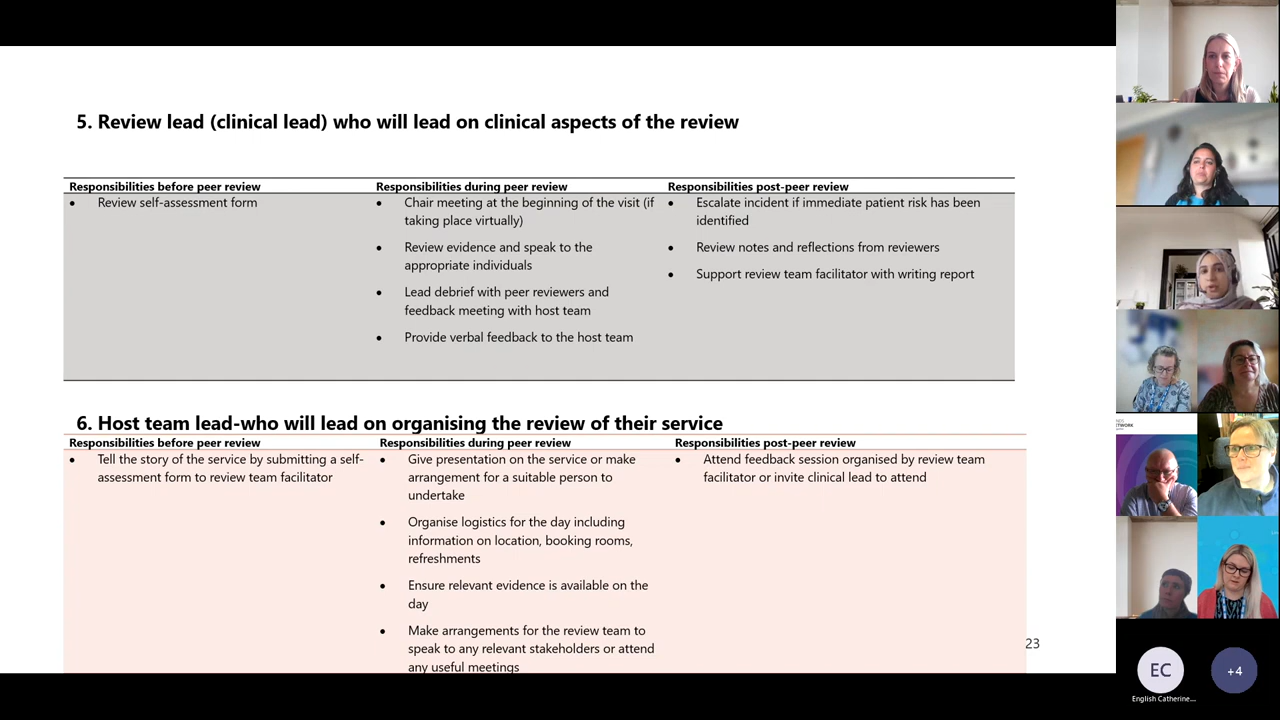 5. Review lead (clinical lead) who will lead on clinical aspects of the review
Responsibilities before peer review
• Review self-assessment form
Responsibilities during peer review
• Chair meeting at the beginning of the visit (if
taking place virtually)
• Review evidence and speak to the
appropriate individuals
• Lead debrief with peer reviewers and
feedback meeting with host team
• Provide verbal feedback to the host team
Responsibilities post-peer review
• Escalate incident if immediate patient risk has been
identified
• Review notes and reflections from reviewers
• Support review team facilitator with writing report
6. Host team lead-who will lead on organising the review of their service
Responsibilities before peer review
• Tell the story of the service by submitting a self-
assessment form to review team facilitator
Responsibilities during peer review
• Give presentation on the service or make
arrangement for a suitable person to
undertake
• Organise logistics for the day including
information on location, booking rooms,
refreshments
• Ensure relevant evidence is available on the
day
• Make arrangements for the review team to
speak to any relevant stakeholders or attend
any useful meetings
Responsibilities post-peer review
• Attend feedback session organised by review team
facilitator or invite clinical lead to attend
23
EC
English Catherine...
+4